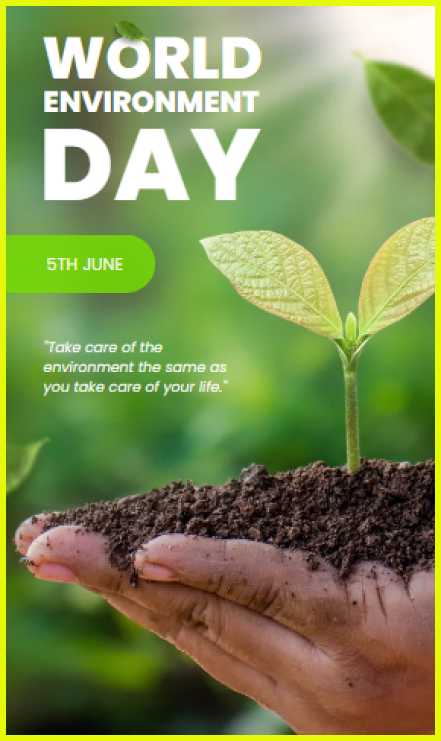 WORLD
ENVIRONMENT
DAY
5TH JUNE
"Take care of the
environment the same as
you take care of your life."